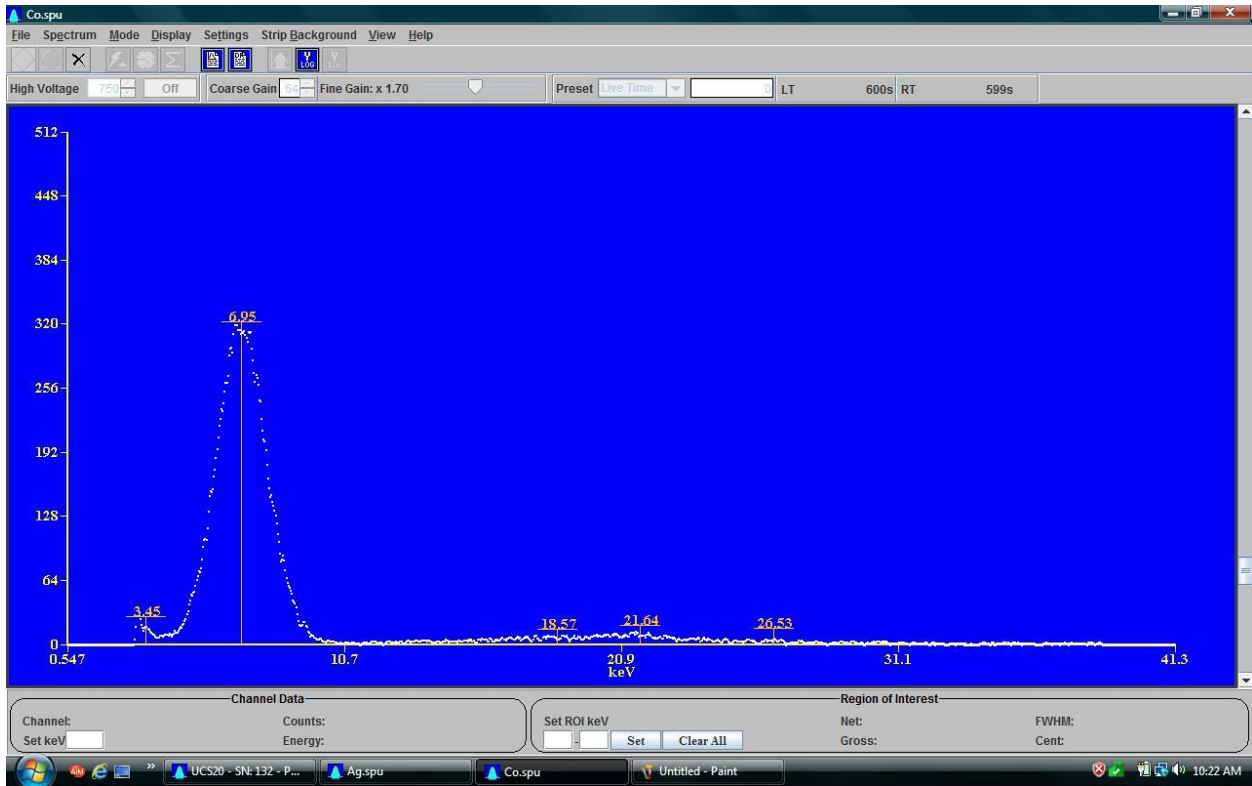 Co.spu
File Spectrum Mode Display Settings Strip Background View Help
Y LOG
High Voltage 750 Off Coarse Gain 64 Fine Gain: x 1.70 Preset Live Time 0 LT 600s RT 599s
512
448
384
320
256
192
128
64
0
6.95
3.45
18.57
21.64
26.53
0.547 10.7 20.9 31.1 41.3
keV
Channel Data
Region of Interest
Channel: Counts: Set ROI keV Net: FWHM:
Set keV Energy: - Set Clear All Gross: Cent:
AIM » UCS20 - SN: 132 - P... Ag.spu Co.spu Untitled - Paint 10:22 AM